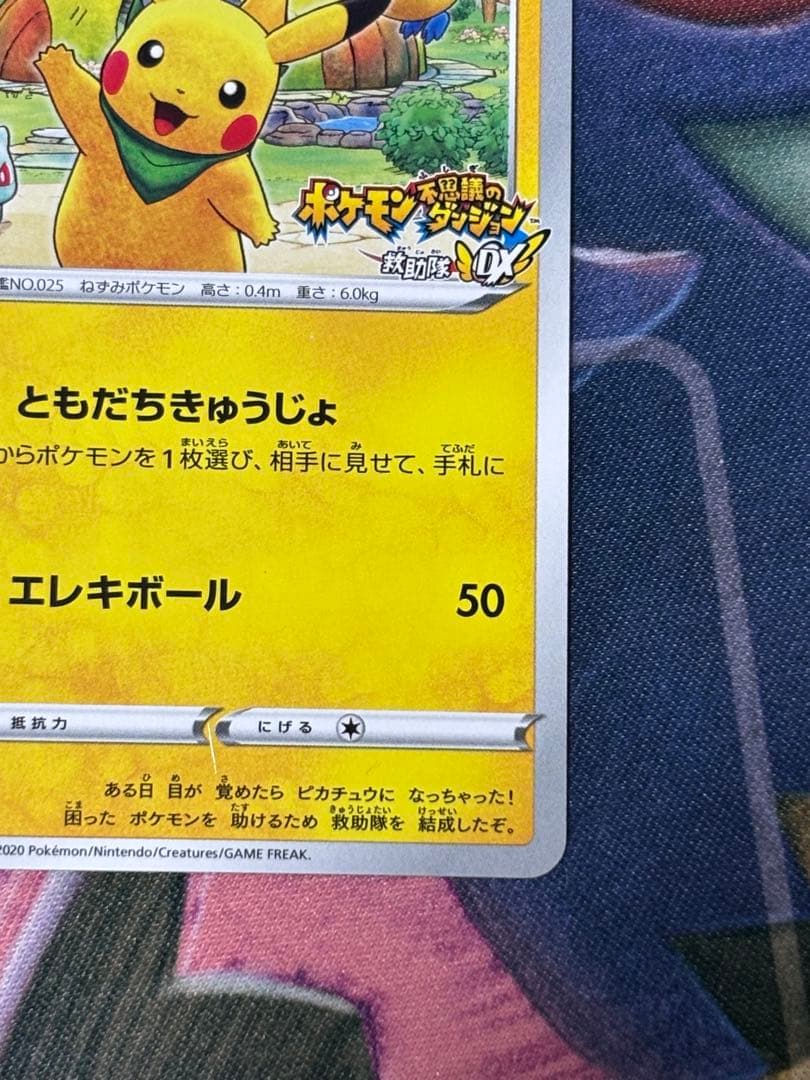 ポケモン不思議のダンジョン™
救助隊DX
NO.025 ねずみポケモン 高さ:0.4m 重さ:6.0kg
ともだちきゅうじょ
からポケモンを1枚選び、相手に見せて、手札に
エレキボール 50
抵抗力 にげる
ある日 目が 覚めたら ピカチュウに なっちゃった!
困った ポケモンを 助けるため 救助隊を 結成したぞ。
2020 Pokémon/Nintendo/Creatures/GAME FREAK.